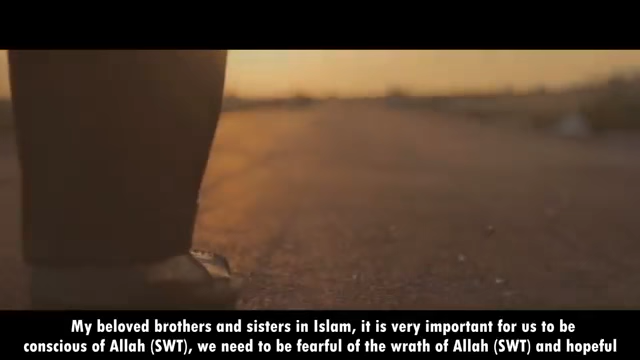 My beloved brothers and sisters in Islam, it is very important for us to be
conscious of Allah (SWT), we need to be fearful of the wrath of Allah (SWT) and hopeful